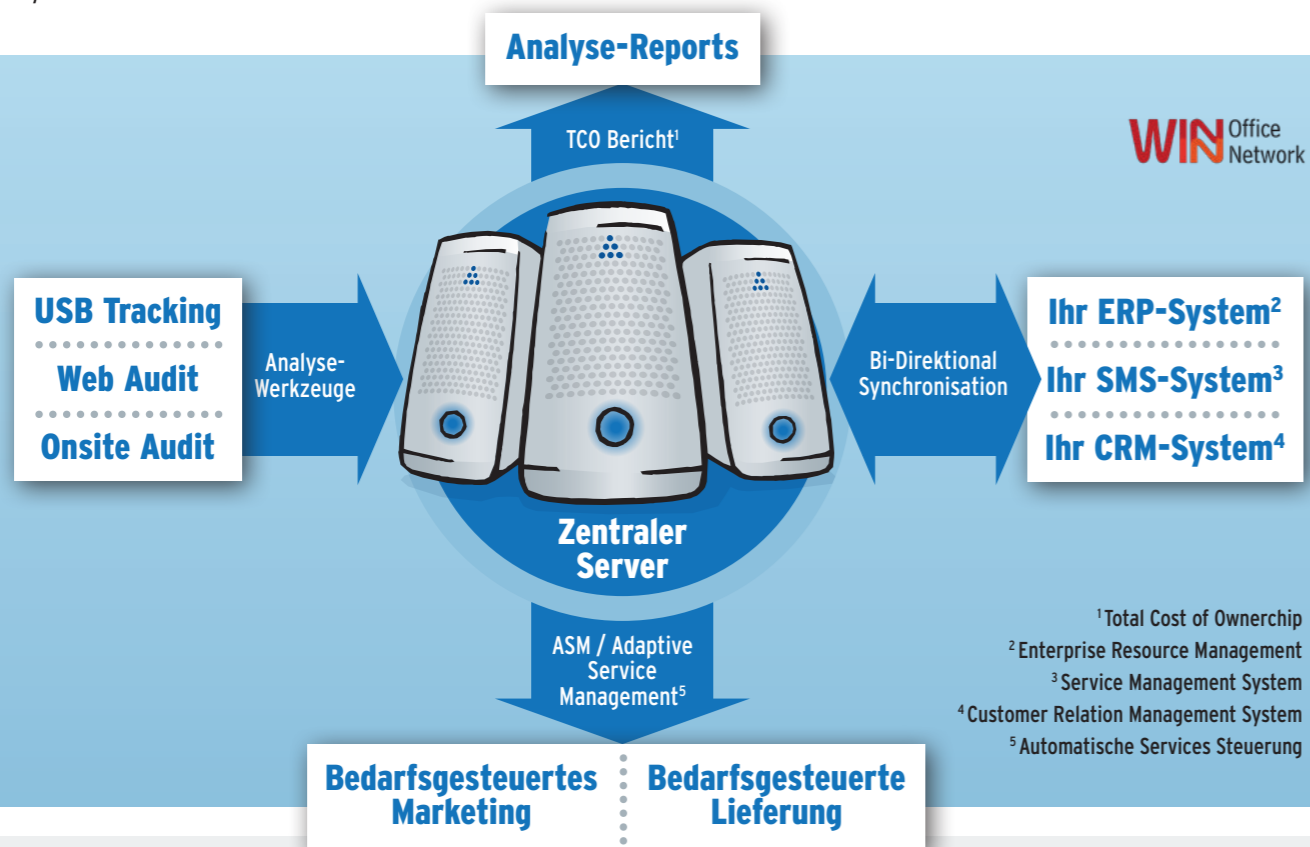 Analyse-Reports
TCO Bericht¹
WIN Office
Network
USB Tracking
Web Audit
Onsite Audit
Analyse-
Werkzeuge
Bi-Direktional
Synchronisation
Ihr ERP-System²
Ihr SMS-System³
Ihr CRM-System⁴
Zentraler
Server
ASM / Adaptive
Service
Management⁵
¹ Total Cost of Ownerchip
² Enterprise Resource Management
³ Service Management System
⁴ Customer Relation Management System
⁵ Automatische Services Steuerung
Bedarfsgesteuertes
Marketing
Bedarfsgesteuerte
Lieferung